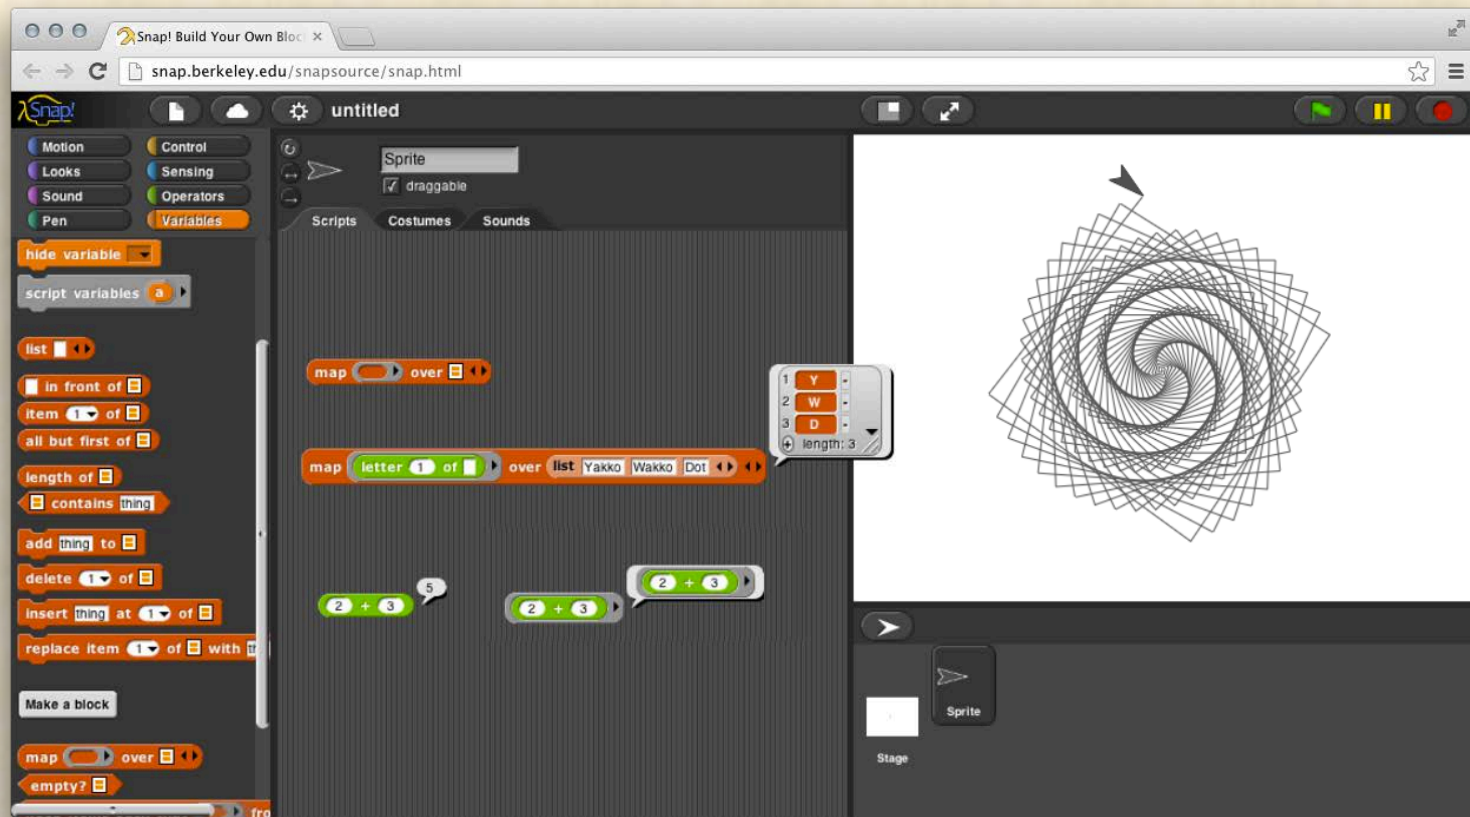 Snap! Build Your Own Bloc
snap.berkeley.edu/snapsource/snap.html
Snap!
untitled
Motion
Control
Looks
Sensing
Sound
Operators
Pen
Variables
Sprite
draggable
Scripts
Costumes
Sounds
hide variable
script variables a
list
in front of
item 1 of
all but first of
length of
contains thing
add thing to
delete 1 of
insert thing at 1 of
replace item 1 of with
Make a block
map over
empty?
fro
map over
map letter 1 of over list Yakko Wakko Dot
1 Y -
2 W -
3 D -
+ length: 3
2 + 3
5
2 + 3
2 + 3
Stage
Sprite